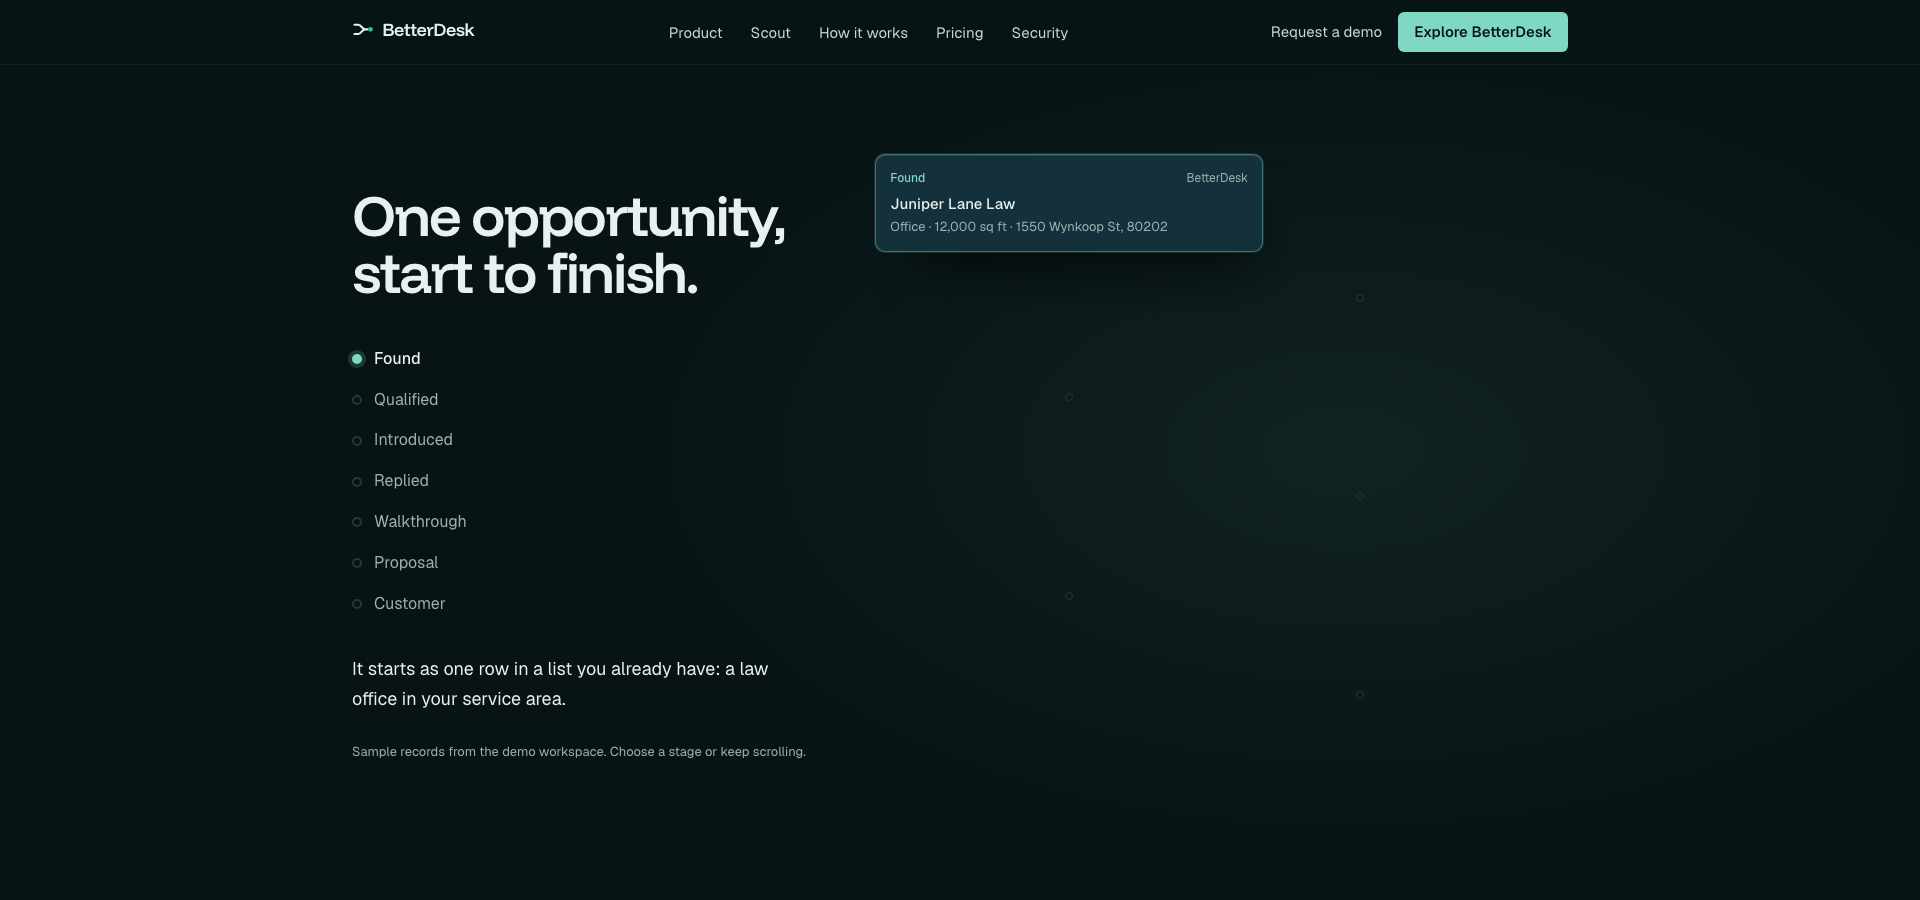 BetterDesk
Product
Scout
How it works
Pricing
Security
Request a demo
Explore BetterDesk
One opportunity,
start to finish.
Found
Qualified
Introduced
Replied
Walkthrough
Proposal
Customer
It starts as one row in a list you already have: a law
office in your service area.
Sample records from the demo workspace. Choose a stage or keep scrolling.
Found
BetterDesk
Juniper Lane Law
Office · 12,000 sq ft · 1550 Wynkoop St, 80202